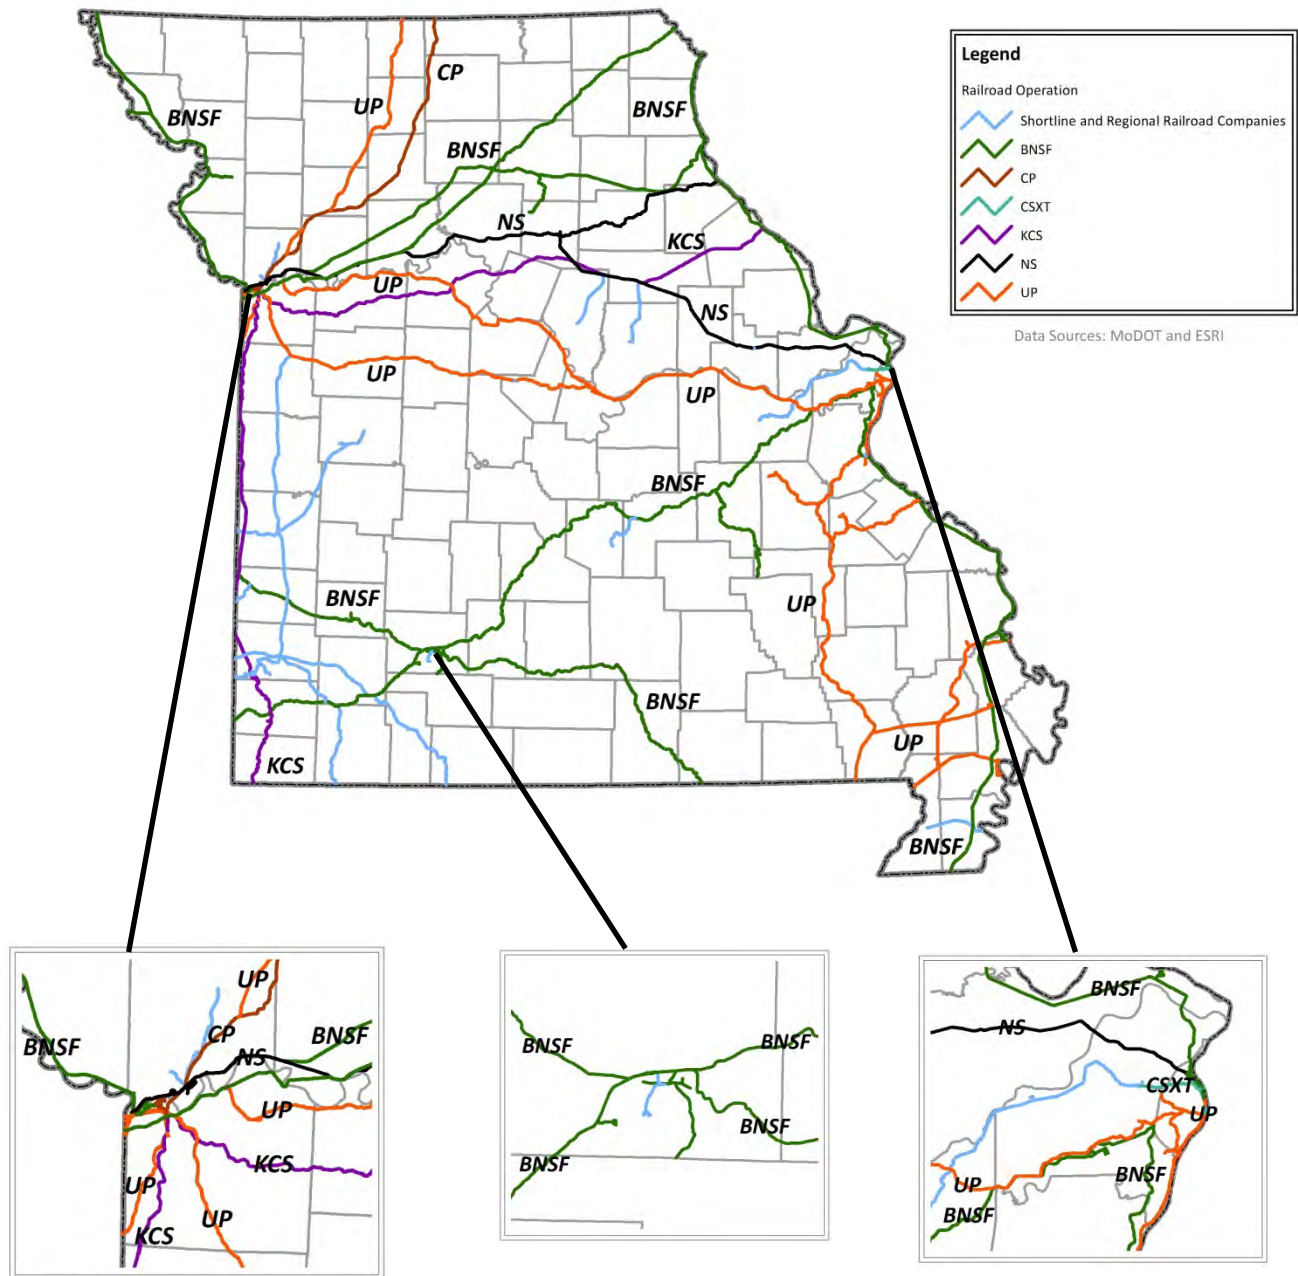 CP
UP
BNSF
BNSF
BNSF
NS
KCS
UP
NS
UP
UP
BNSF
BNSF
UP
BNSF
UP
KCS
BNSF
Legend
Railroad Operation
Shortline and Regional Railroad Companies
BNSF
CP
CSXT
KCS
NS
UP
Data Sources: MoDOT and ESRI
UP
CP
BNSF
BNSF
NS
UP
KCS
UP
UP
KCS
BNSF
BNSF
BNSF
BNSF
BNSF
NS
CSXT
UP
BNSF
UP
BNSF